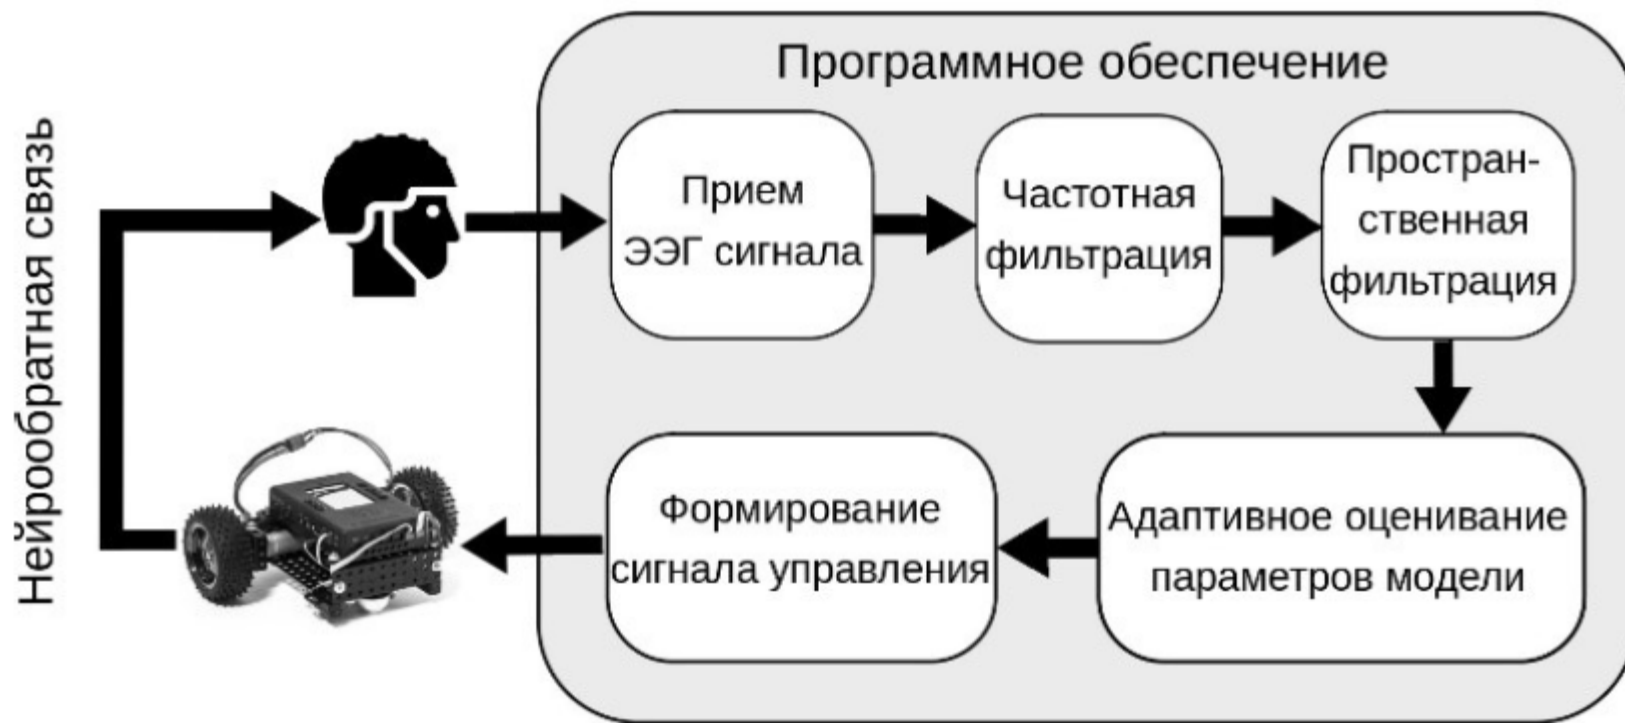 Программное обеспечение
Нейрообратная связь
Прием
ЭЭГ сигнала
Частотная
фильтрация
Простран-
ственная
фильтрация
Адаптивное оценивание
параметров модели
Формирование
сигнала управления